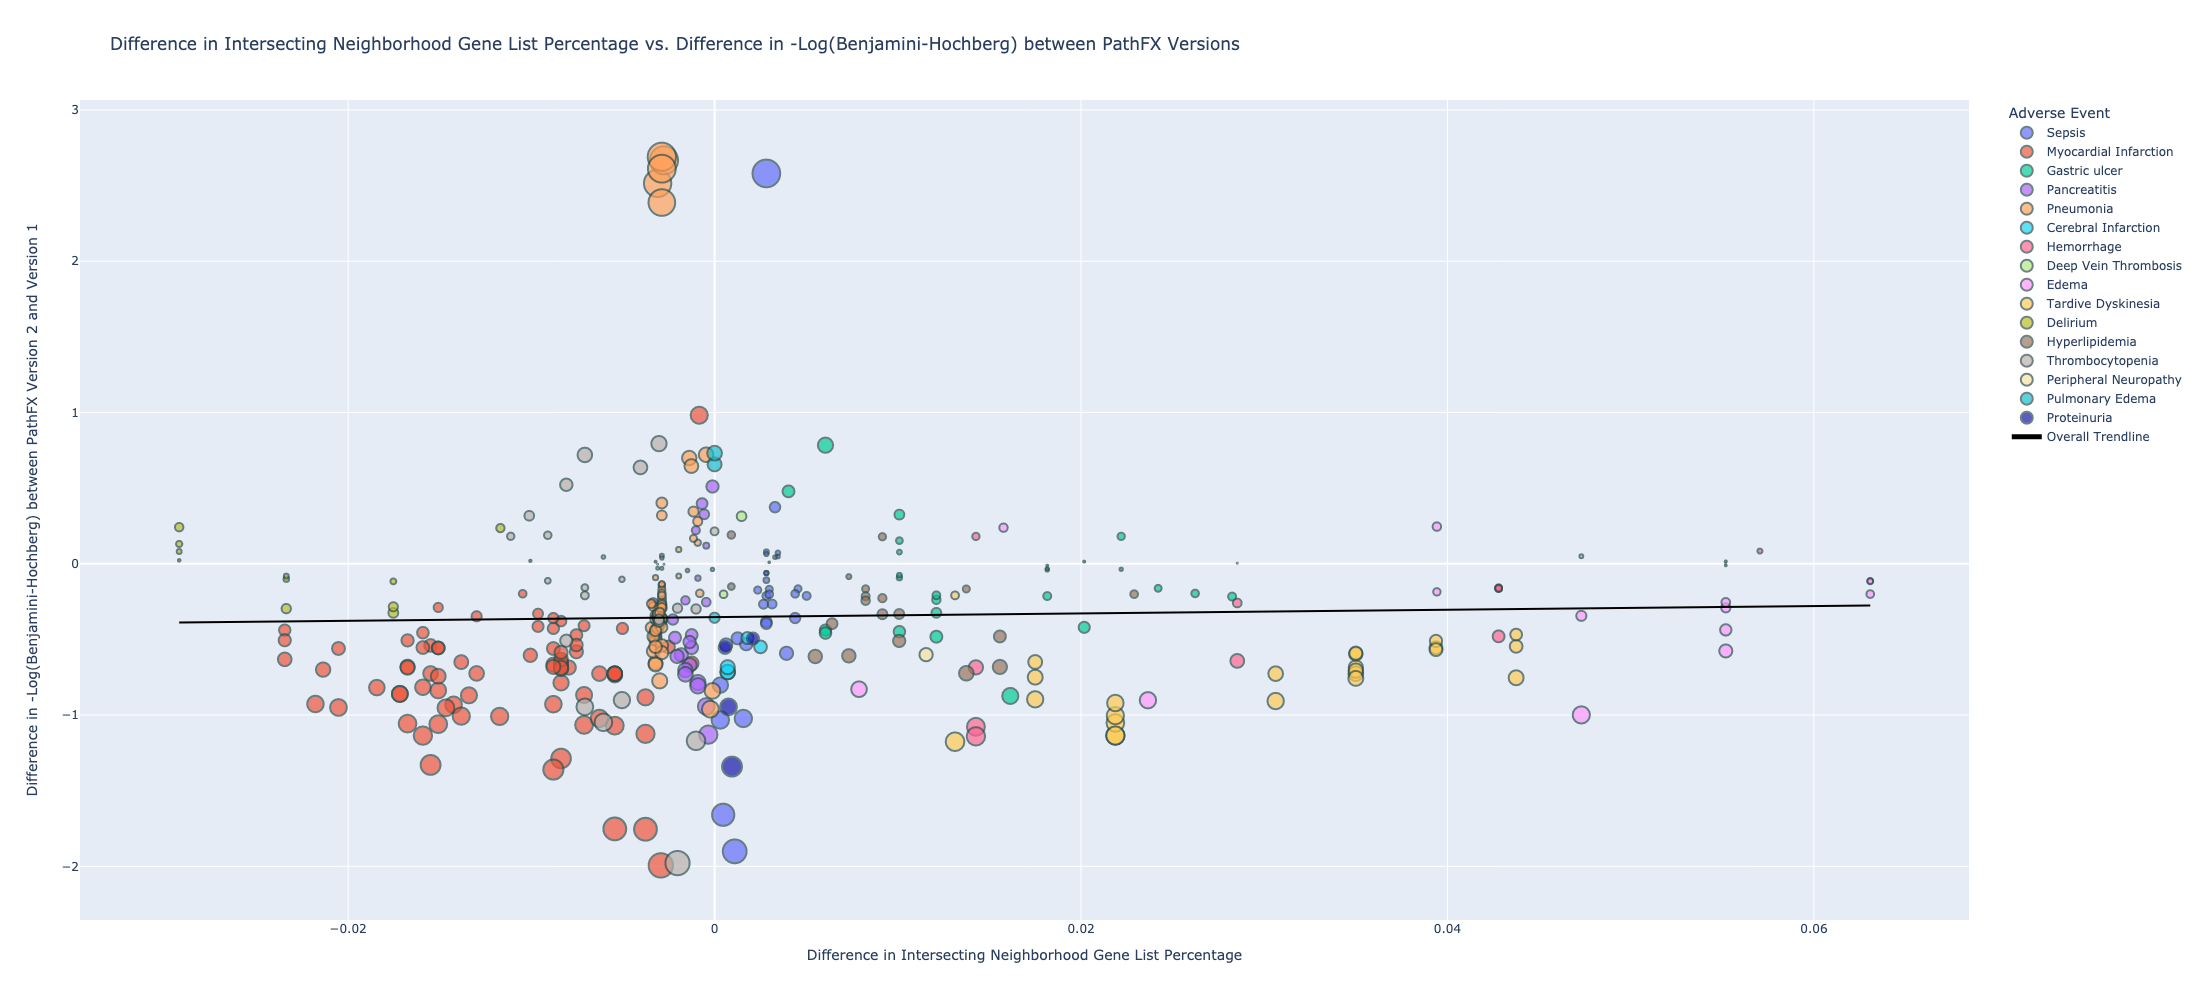 Difference in Intersecting Neighborhood Gene List Percentage vs. Difference in -Log(Benjamini-Hochberg) between PathFX Versions
Difference in -Log(Benjamini-Hochberg) between PathFX Version 2 and Version 1
3
2
1
0
−1
−2
−0.02
0
0.02
0.04
0.06
Difference in Intersecting Neighborhood Gene List Percentage
Adverse Event
Sepsis
Myocardial Infarction
Gastric ulcer
Pancreatitis
Pneumonia
Cerebral Infarction
Hemorrhage
Deep Vein Thrombosis
Edema
Tardive Dyskinesia
Delirium
Hyperlipidemia
Thrombocytopenia
Peripheral Neuropathy
Pulmonary Edema
Proteinuria
Overall Trendline